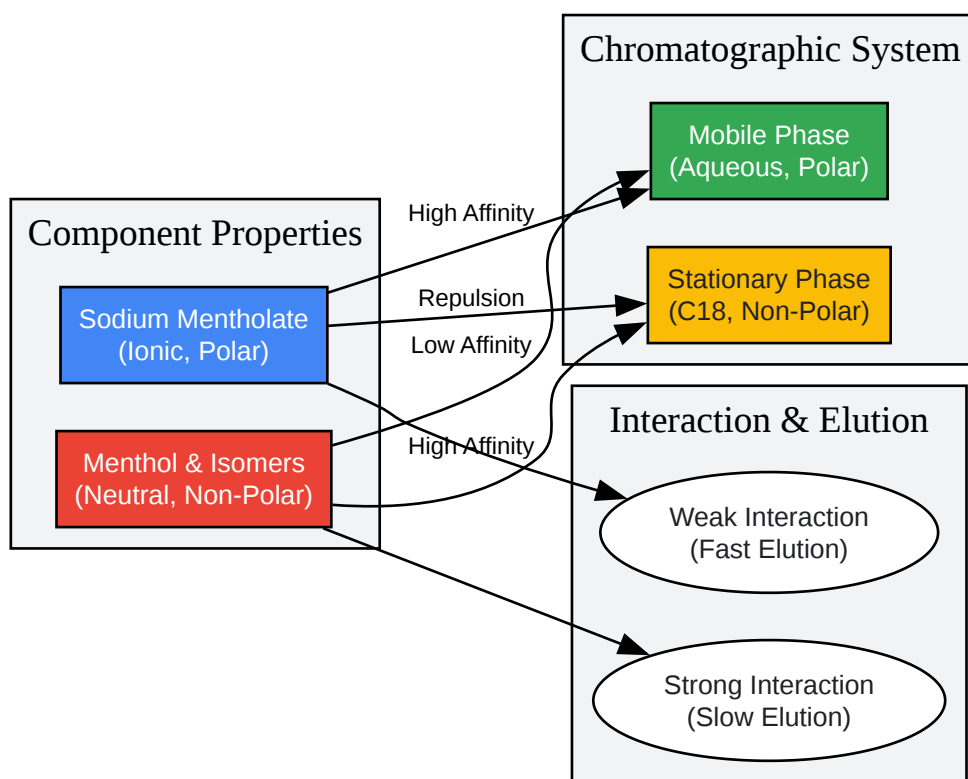 Chromatographic System
Mobile Phase
(Aqueous, Polar)
Stationary Phase
(C18, Non-Polar)
Component Properties
Sodium Mentholate
(Ionic, Polar)
Menthol & Isomers
(Neutral, Non-Polar)
High Affinity
Repulsion
Low Affinity
High Affinity
Interaction & Elution
Weak Interaction
(Fast Elution)
Strong Interaction
(Slow Elution)